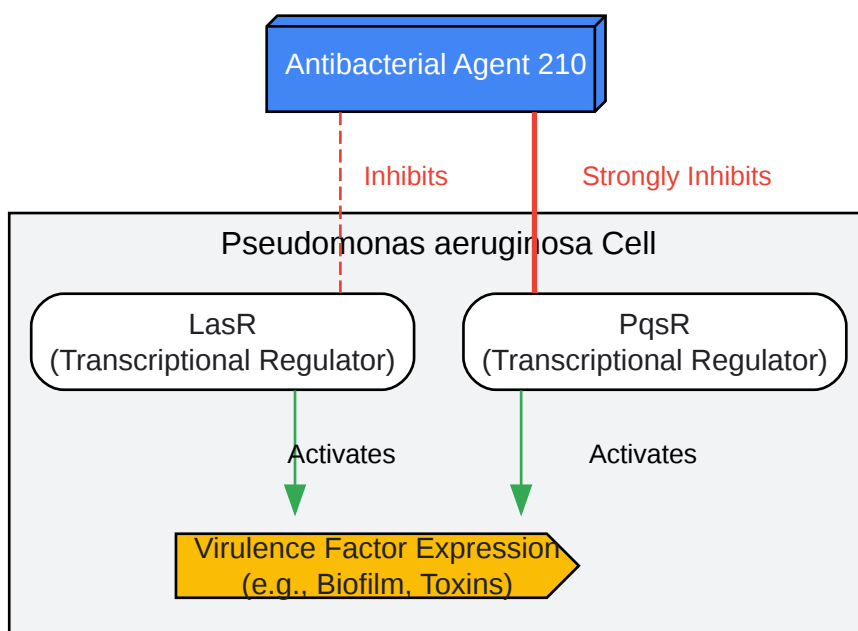 Antibacterial Agent 210
Inhibits
Strongly Inhibits
Pseudomonas aeruginosa Cell
LasR
(Transcriptional Regulator)
PqsR
(Transcriptional Regulator)
Activates
Activates
Virulence Factor Expression
(e.g., Biofilm, Toxins)